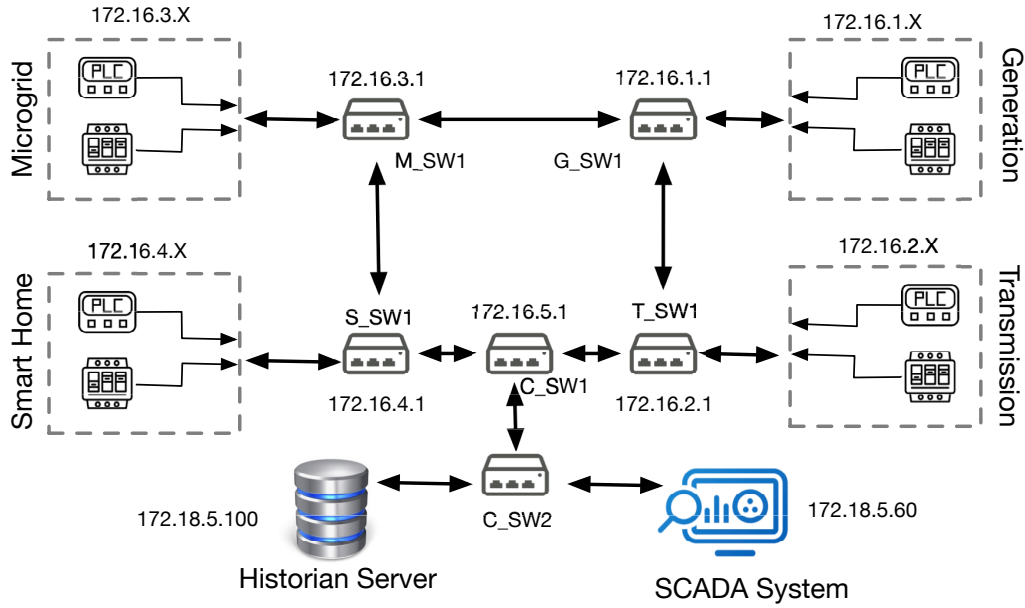 172.16.3.X
172.16.1.X
Microgrid
PLC
172.16.3.1
172.16.1.1
PLC
Generation
M_SW1
G_SW1
172.16.4.X
172.16.2.X
Smart Home
PLC
S_SW1
172.16.5.1
T_SW1
PLC
Transmission
C_SW1
172.16.4.1
172.16.2.1
172.18.5.100
C_SW2
172.18.5.60
Historian Server
SCADA System